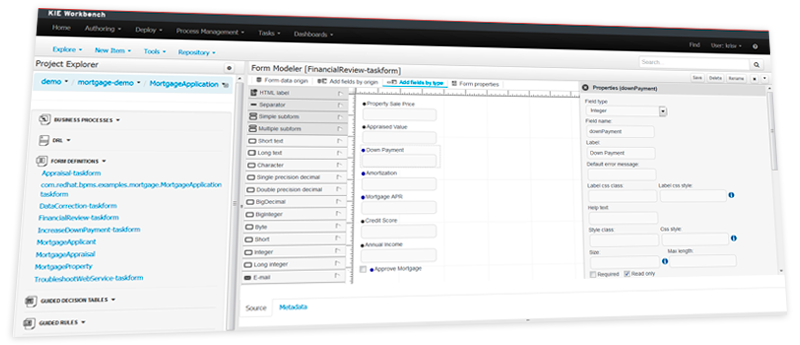 KIE Workbench
Home Authoring Deploy Process Management Tasks Dashboards Find User: krisv
Explore New Item Tools Repository Search...
Project Explorer
demo / mortgage-demo / MortgageApplication
BUSINESS PROCESSES
DRL
FORM DEFINITIONS
Appraisal-taskform
com.redhat.bpms.examples.mortgage.MortgageApplication
taskform
DataCorrection-taskform
FinancialReview-taskform
IncreaseDownPayment-taskform
MortgageApplicant
MortgageAppraisal
MortgageProperty
TroubleshootWebService-taskform
GUIDED DECISION TABLES
GUIDED RULES
Form Modeler [FinancialReview-taskform]
Save Delete Rename
Form data origin Add fields by origin Add fields by type Form properties
HTML label
Separator
Simple subform
Multiple subform
Short text
Long text
Character
Single precision decimal
Double precision decimal
BigDecimal
BigInteger
Byte
Short
Integer
Long integer
E-mail
Property Sale Price
Appraised Value
Down Payment
Amortization
Mortgage APR
Credit Score
Annual Income
Approve Mortgage
Properties (downPayment)
Field type
Integer
Field name:
downPayment
Label:
Down Payment
Default error message:
Label css class: Label css style:
Help text:
Style class: Css style:
Size: Max length:
Required Read only
Source Metadata